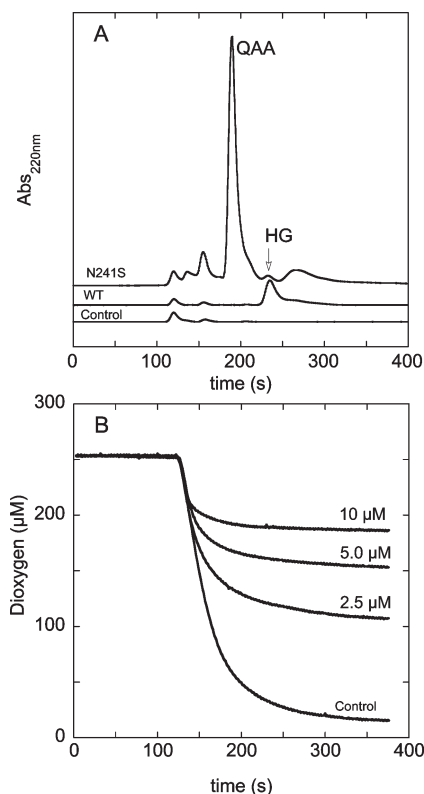 A
QAA
Abs220nm
HG
N241S
WT
Control
0 100 200 300 400
time (s)
300
B
200
10 µM
Dioxygen (µM)
5.0 µM
2.5 µM
100
Control
0
0 100 200 300 400
time (s)